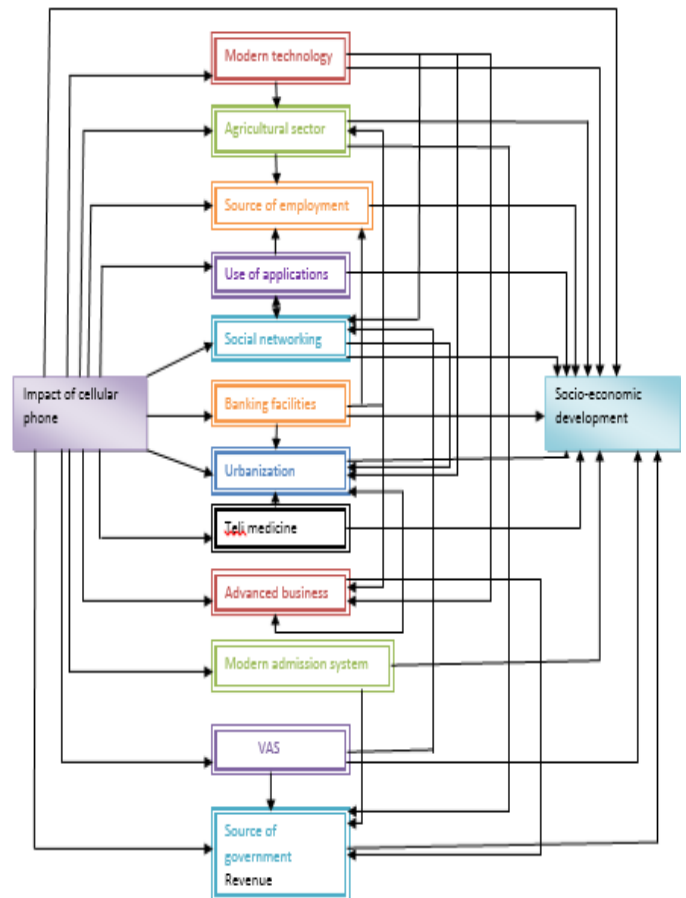 Modern technology
Agricultural sector
Source of employment
Use of applications
Social networking
Impact of cellular
phone
Banking facilities
Socio-economic
development
Urbanization
Teli medicine
Advanced business
Modern admission system
VAS
Source of
government
Revenue